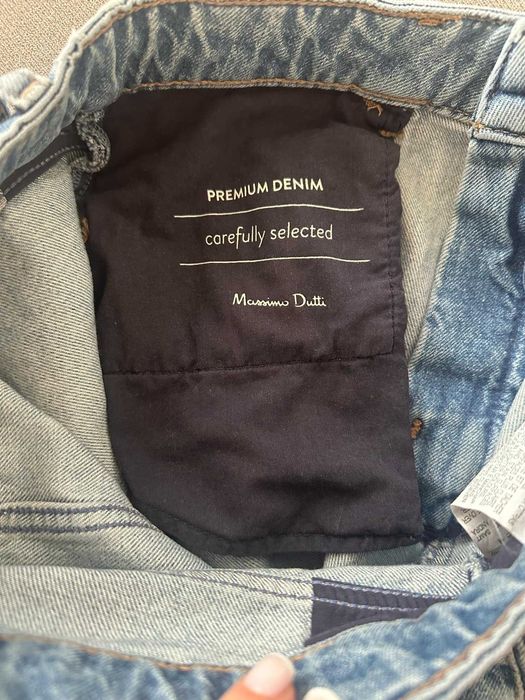 PREMIUM DENIM
carefully selected
Massimo Dutti